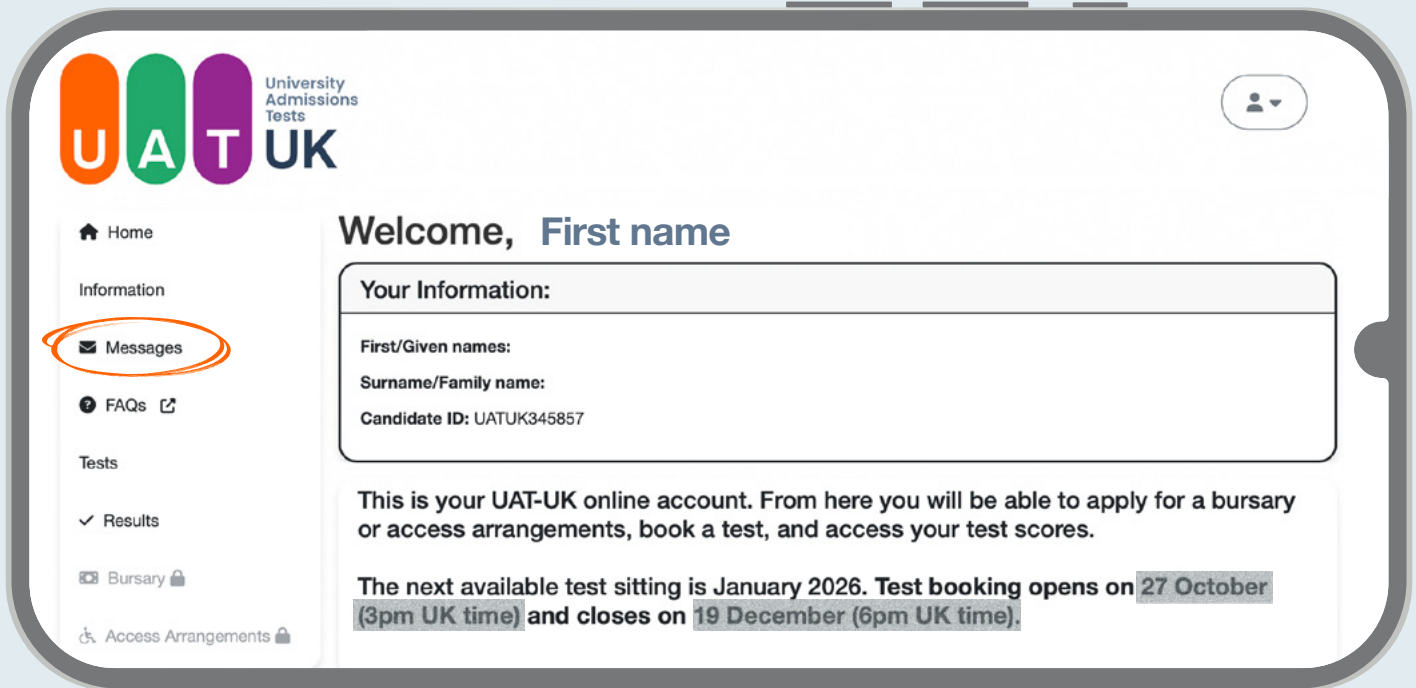 UAT
University
Admissions
Tests
UK
Home
Information
Messages
FAQs
Tests
Results
Bursary
Access Arrangements
Welcome, First name
Your Information:
First/Given names:
Surname/Family name:
Candidate ID: UATUK345857
This is your UAT-UK online account. From here you will be able to apply for a bursary
or access arrangements, book a test, and access your test scores.
The next available test sitting is January 2026. Test booking opens on 27 October
(3pm UK time) and closes on 19 December (6pm UK time).